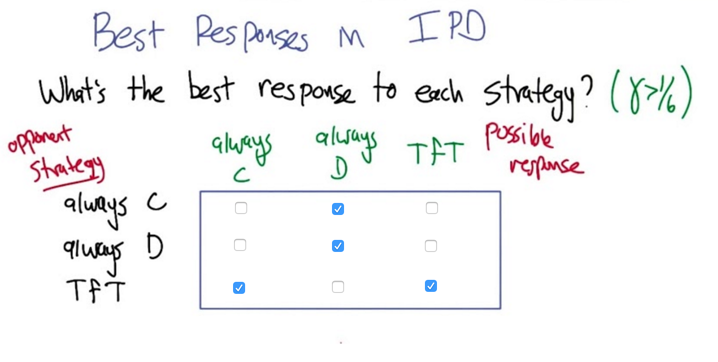 Best Responses in IPD
What's the best response to each strategy? (γ>1/6)
opponent strategy
always C
always D
TfT
possible response
always C
always D
TfT